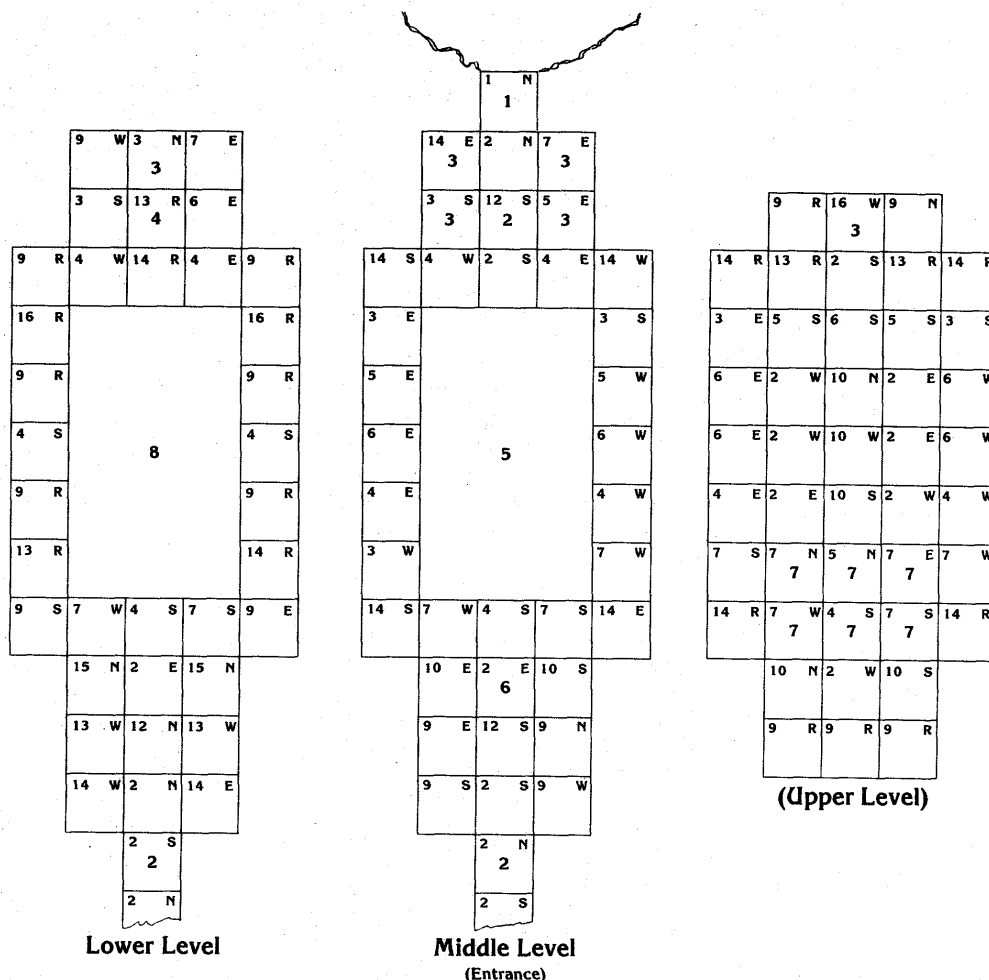 9 W 3 N 7 E
3
3 S 13 R 6 E
4
9 R 4 W 14 R 4 E 9 R
16 R 16 R
9 R 9 R
4 S 4 S
8
9 R 9 R
13 R 14 R
9 S 7 W 4 S 7 S 9 E
15 N 2 E 15 N
13 W 12 N 13 W
14 W 2 N 14 E
2 S
2
2 N
Lower Level
1 N
1
14 E 2 N 7 E
3 3
3 S 12 S 5 E
3 2 3
14 S 4 W 2 S 4 E 14 W
3 E 3 S
5 E 5 W
6 E 6 W
5
4 E 4 W
3 W 7 W
14 S 7 W 4 S 7 S 14 E
10 E 2 E 10 S
6
9 E 12 S 9 N
9 S 2 S 9 W
2 N
2
2 S
Middle Level
(Entrance)
9 R 16 W 9 N
3
14 R 13 R 2 S 13 R 14 R
3 E 5 S 6 S 5 S 3 S
6 E 2 W 10 N 2 E 6 W
6 E 2 W 10 W 2 E 6 W
4 E 2 E 10 S 2 W 4 W
7 S 7 N 5 N 7 E 7 W
7 7 7
14 R 7 W 4 S 7 S 14 R
7 7 7
10 N 2 W 10 S
9 R 9 R 9 R
(Upper Level)